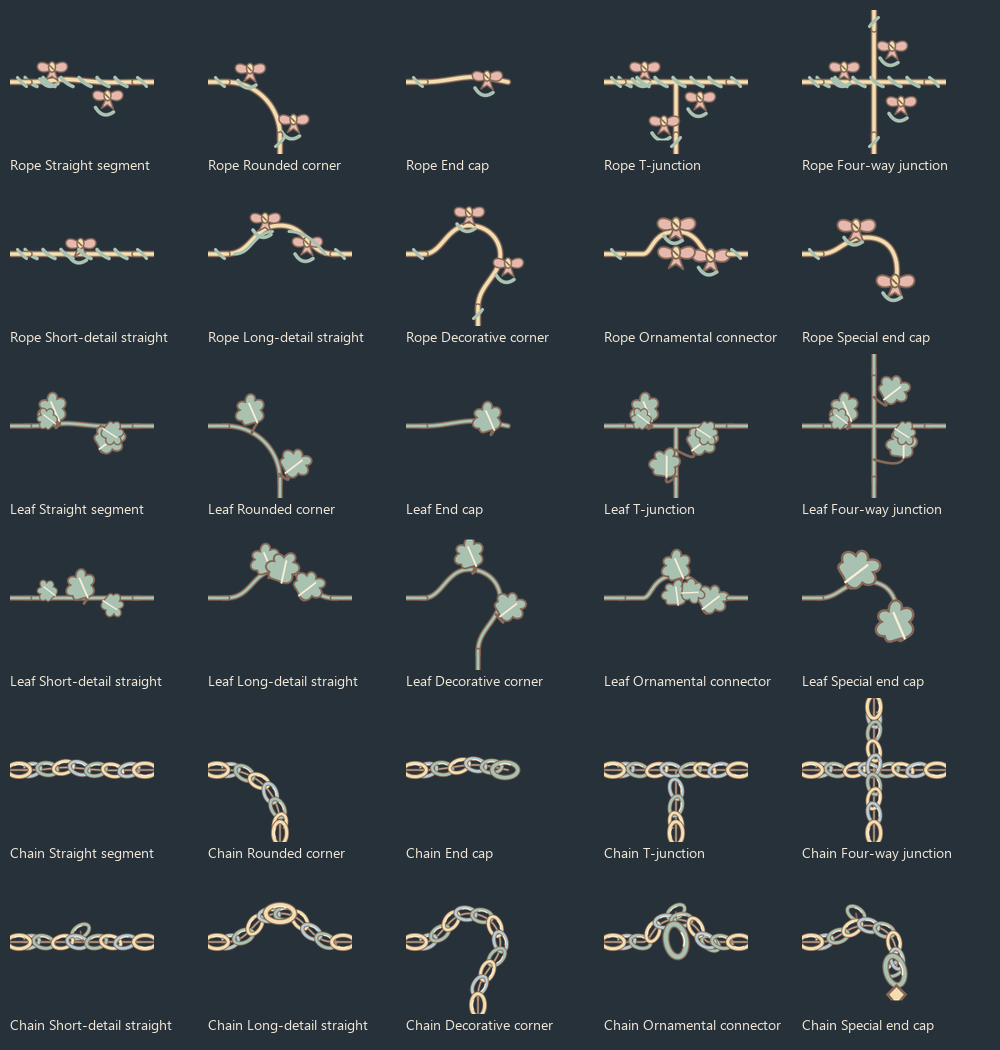 Rope Straight segment
Rope Rounded corner
Rope End cap
Rope T-junction
Rope Four-way junction
Rope Short-detail straight
Rope Long-detail straight
Rope Decorative corner
Rope Ornamental connector
Rope Special end cap
Leaf Straight segment
Leaf Rounded corner
Leaf End cap
Leaf T-junction
Leaf Four-way junction
Leaf Short-detail straight
Leaf Long-detail straight
Leaf Decorative corner
Leaf Ornamental connector
Leaf Special end cap
Chain Straight segment
Chain Rounded corner
Chain End cap
Chain T-junction
Chain Four-way junction
Chain Short-detail straight
Chain Long-detail straight
Chain Decorative corner
Chain Ornamental connector
Chain Special end cap